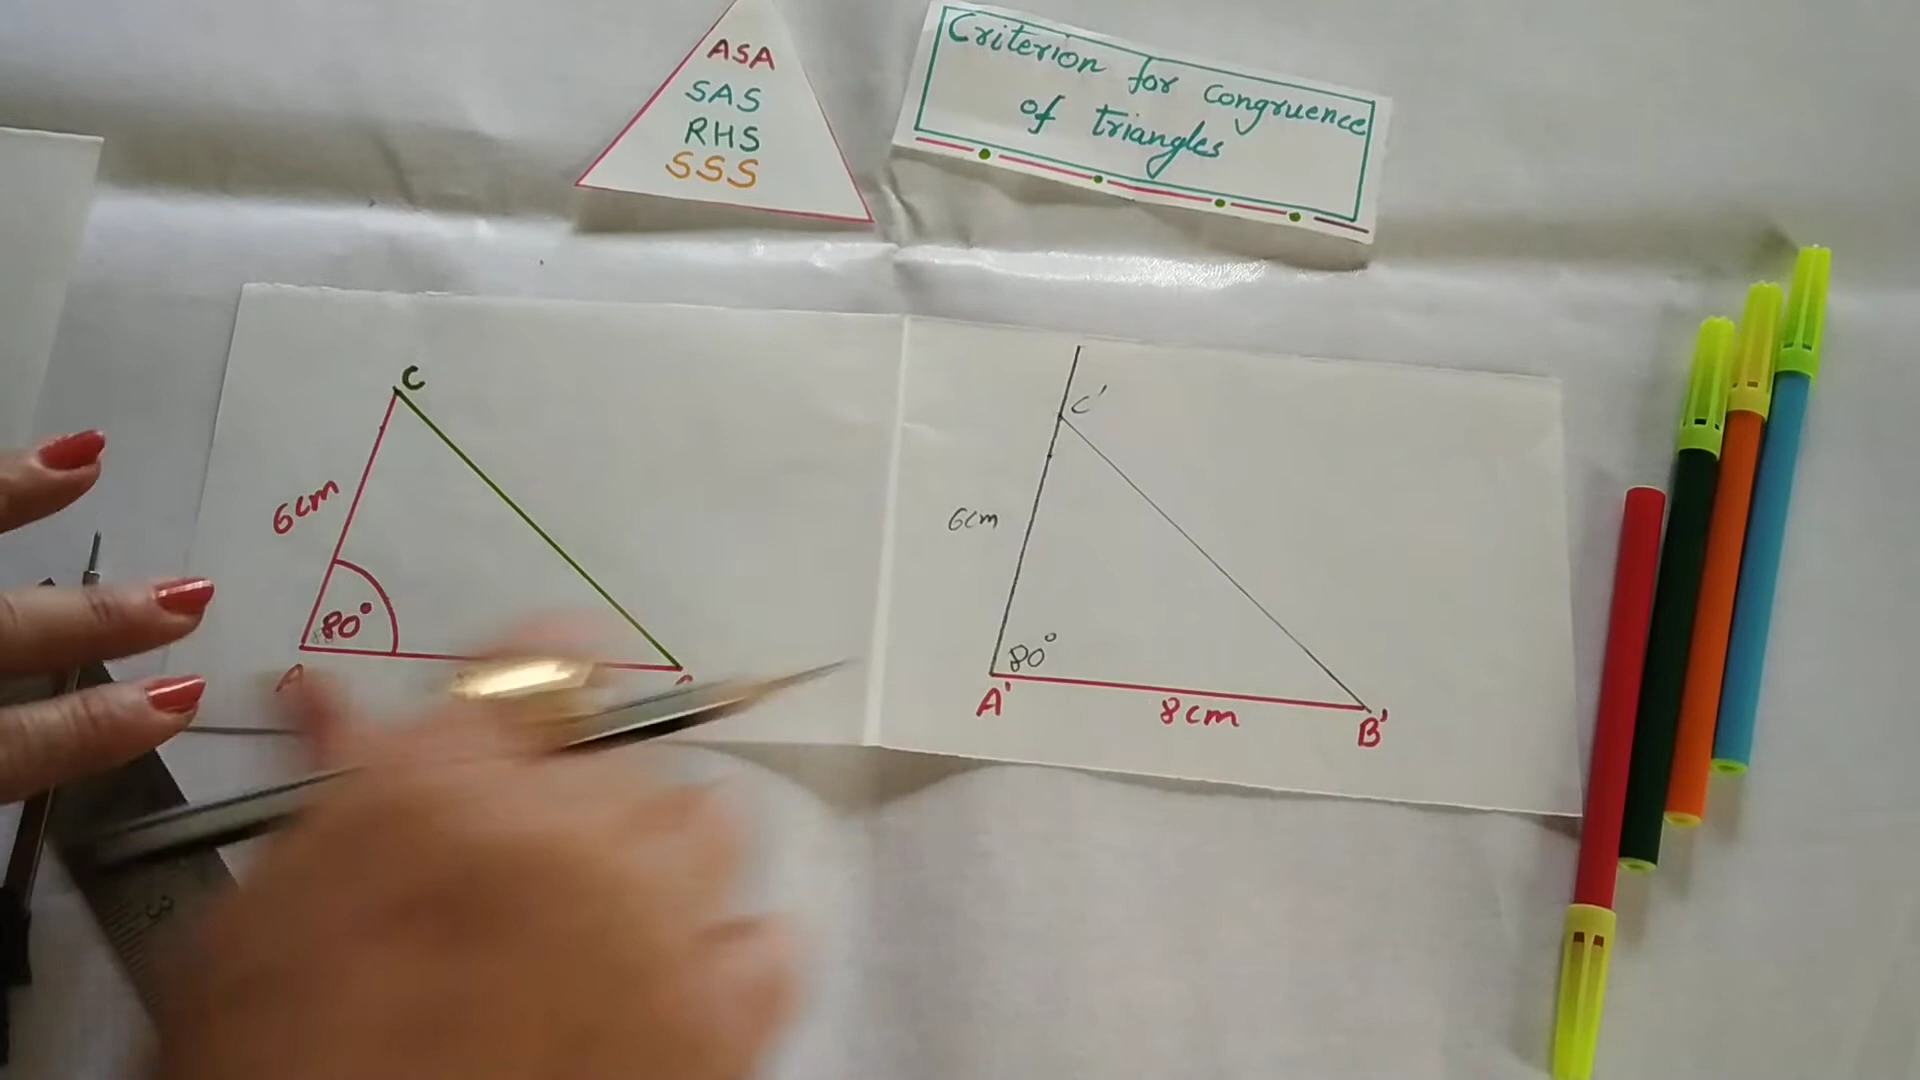 ASA
SAS
RHS
SSS
Criterion for congruence
of triangles
C
6cm
80°
A
C'
6cm
80°
A'
8cm
B'